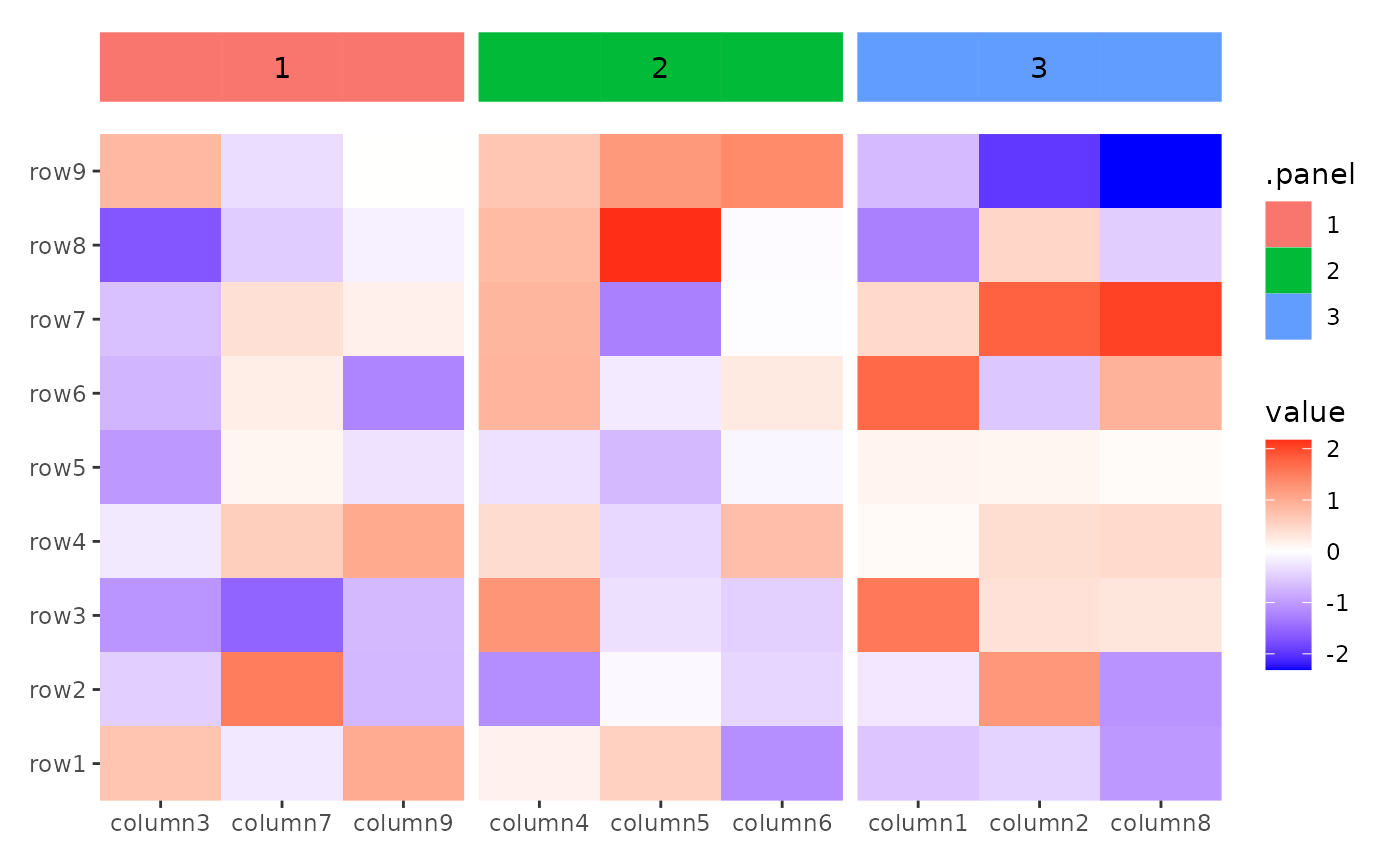 1 2 3
row9
row8
row7
row6
row5
row4
row3
row2
row1
column3 column7 column9 column4 column5 column6 column1 column2 column8
.panel
1
2
3
value
2
1
0
-1
-2